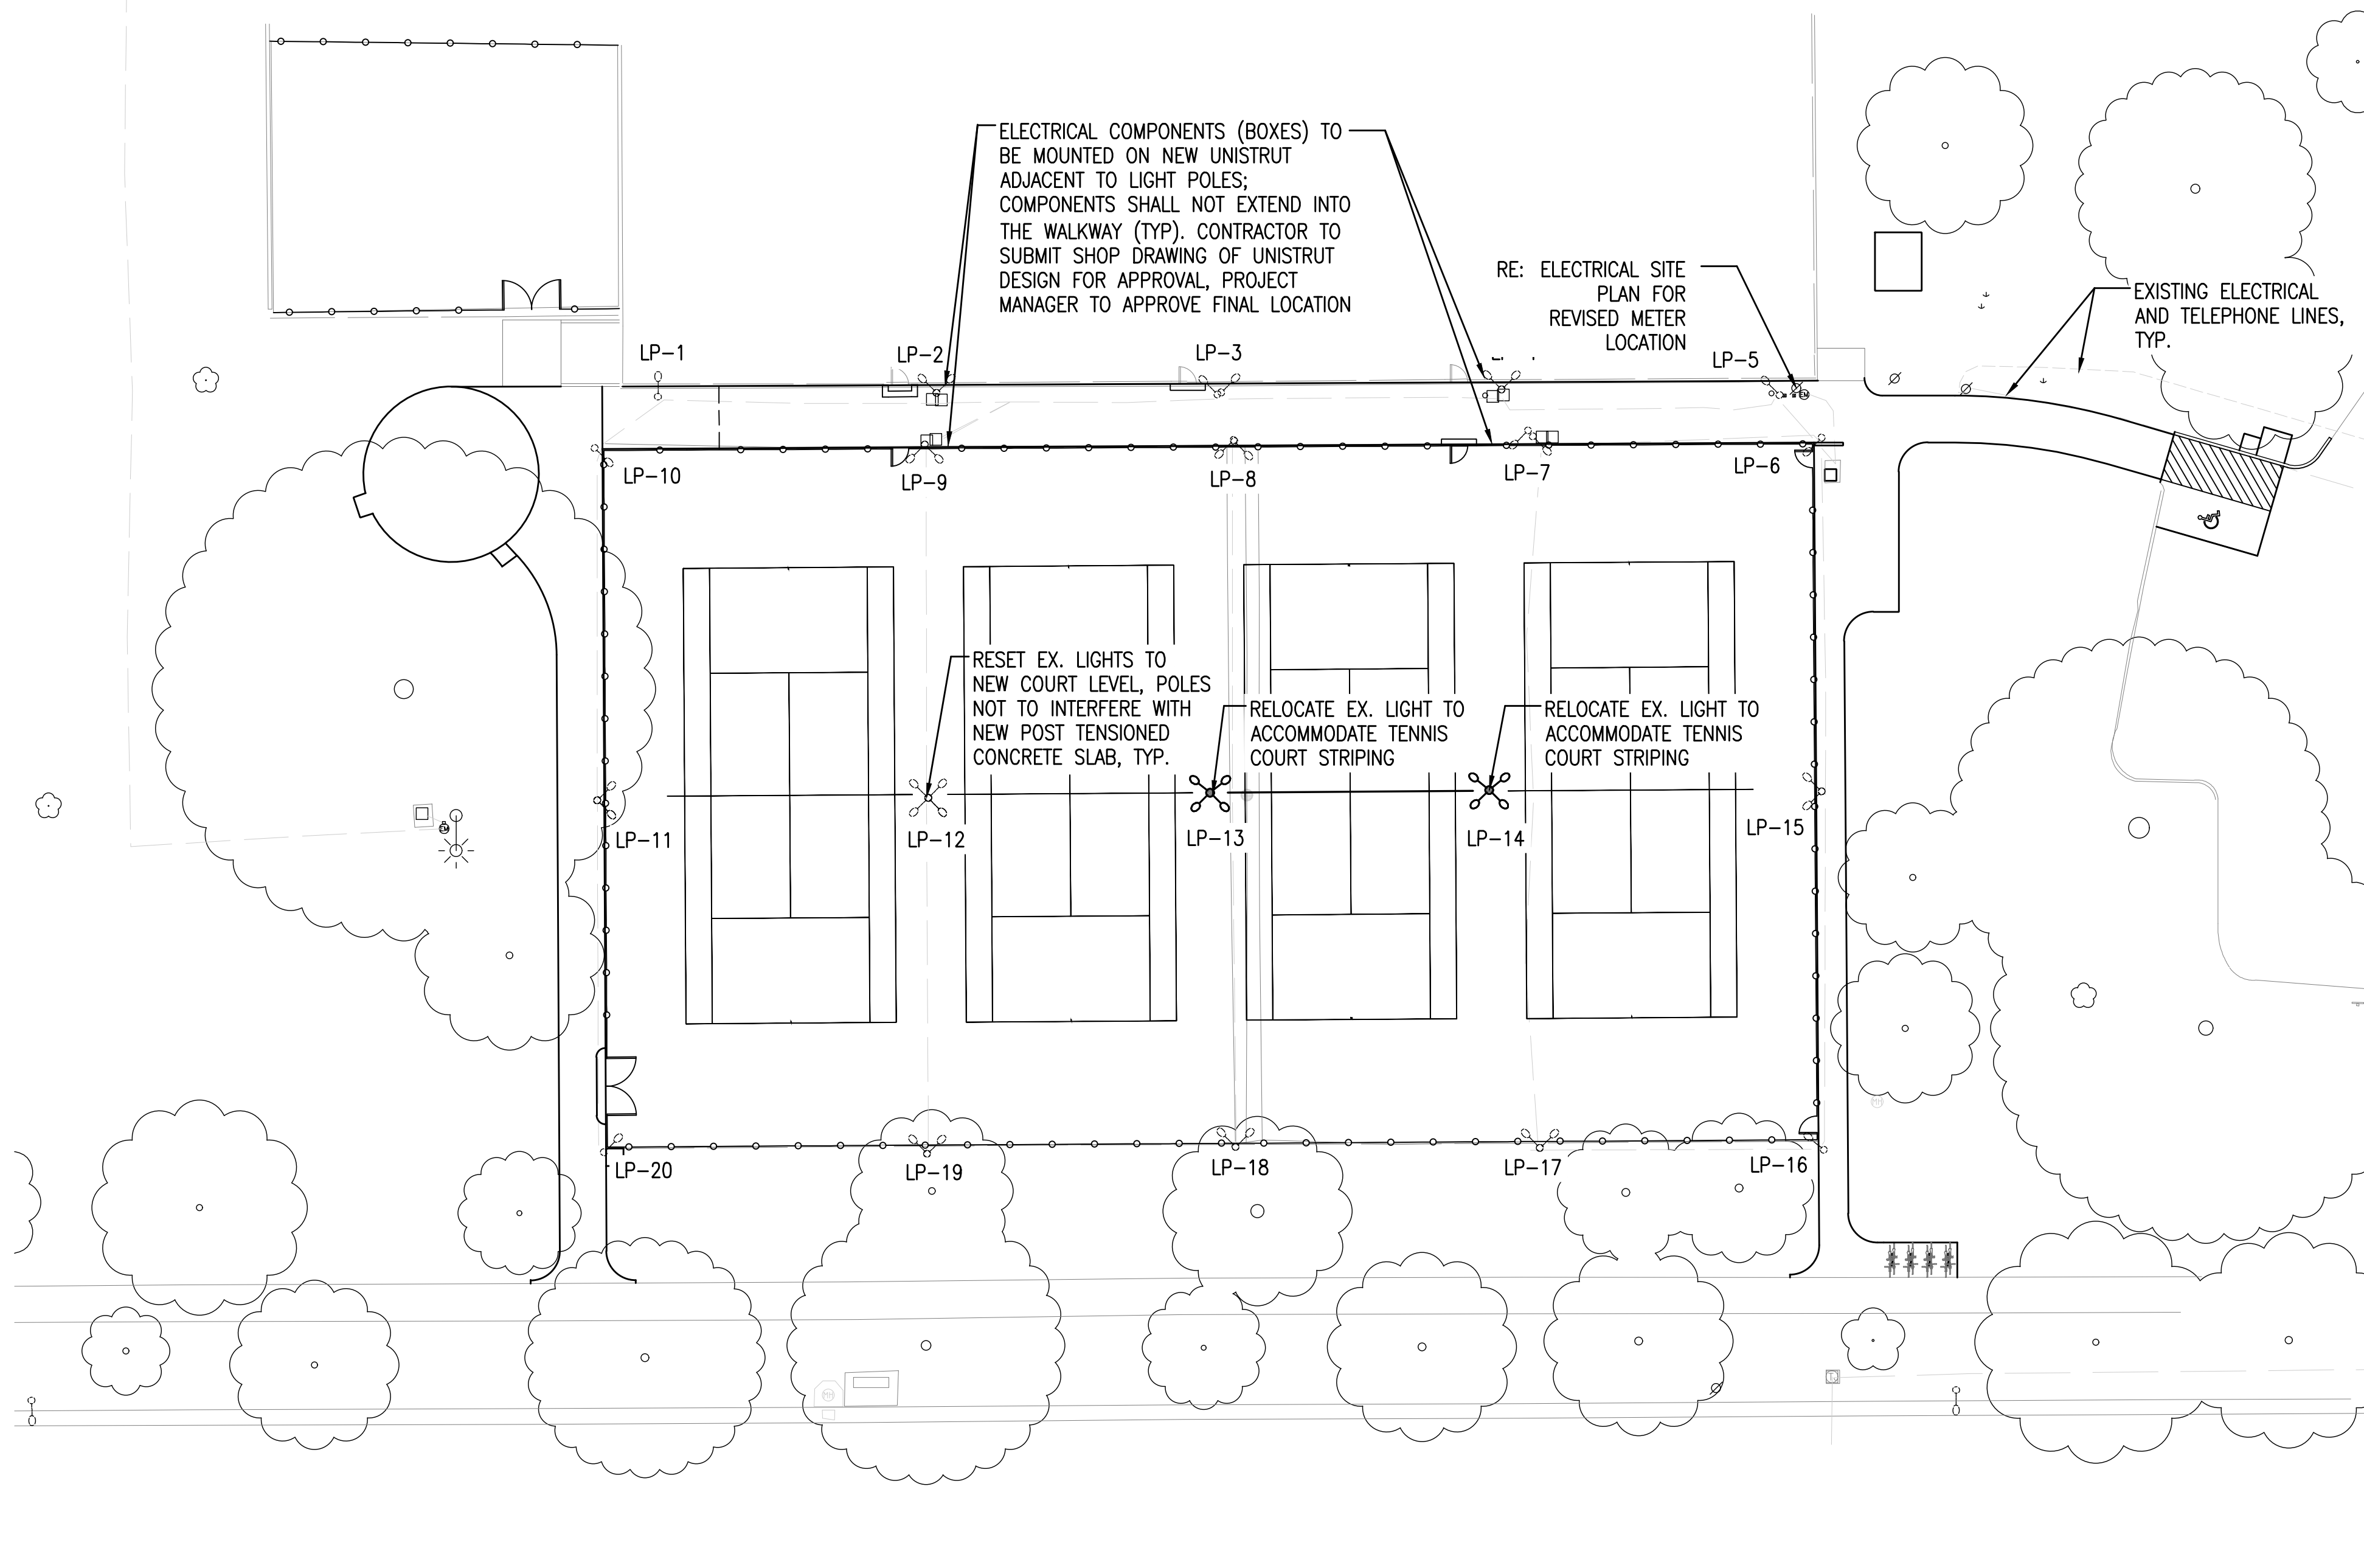 ELECTRICAL COMPONENTS (BOXES) TO
BE MOUNTED ON NEW UNISTRUT
ADJACENT TO LIGHT POLES;
COMPONENTS SHALL NOT EXTEND INTO
THE WALKWAY (TYP). CONTRACTOR TO
SUBMIT SHOP DRAWING OF UNISTRUT
DESIGN FOR APPROVAL, PROJECT
MANAGER TO APPROVE FINAL LOCATION
RE: ELECTRICAL SITE
PLAN FOR
REVISED METER
LOCATION
EXISTING ELECTRICAL
AND TELEPHONE LINES,
TYP.
LP-1
LP-2
LP-3
LP-5
LP-10
LP-9
LP-8
LP-7
LP-6
RESET EX. LIGHTS TO
NEW COURT LEVEL, POLES
NOT TO INTERFERE WITH
NEW POST TENSIONED
CONCRETE SLAB, TYP.
RELOCATE EX. LIGHT TO
ACCOMMODATE TENNIS
COURT STRIPING
RELOCATE EX. LIGHT TO
ACCOMMODATE TENNIS
COURT STRIPING
LP-11
LP-12
LP-13
LP-14
LP-15
LP-20
LP-19
LP-18
LP-17
LP-16
MH
MH
TJ